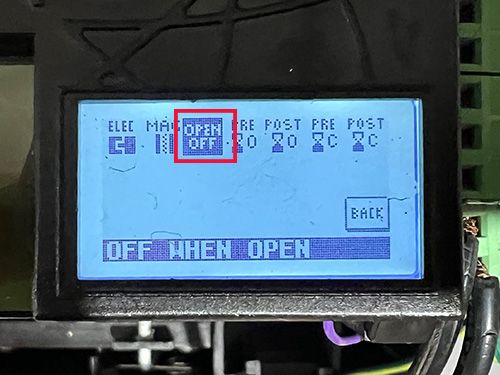 ELEC MAG OPEN OFF PRE POST PRE POST
C O O C C
BACK
OFF WHEN OPEN